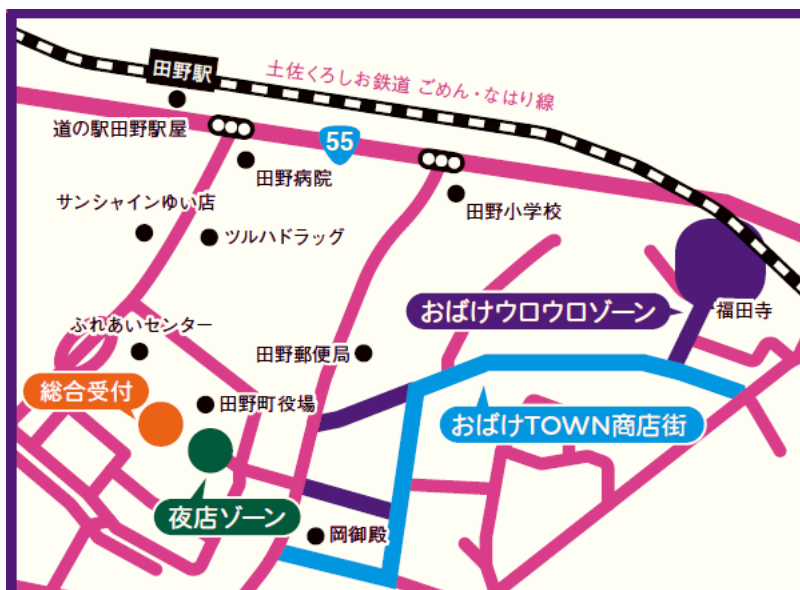 田野駅
土佐くろしお鉄道 ごめん・なはり線
道の駅田野駅屋
55
田野病院
田野小学校
サンシャインゆい店
ツルハドラッグ
おばけウロウロゾーン
福田寺
ふれあいセンター
田野郵便局
総合受付
田野町役場
おばけTOWN商店街
夜店ゾーン
岡御殿